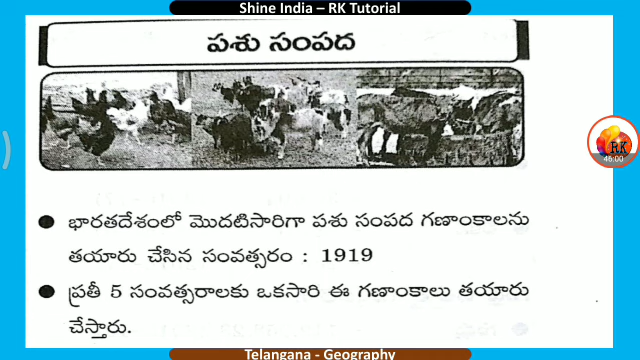 Shine India – RK Tutorial
పశు సంపద
RK
46:00
● భారతదేశంలో మొదటిసారిగా పశు సంపద గణాంకాలను
తయారు చేసిన సంవత్సరం : 1919
● ప్రతీ 5 సంవత్సరాలకు ఒకసారి ఈ గణాంకాలు తయారు
చేస్తారు.
Telangana - Geography